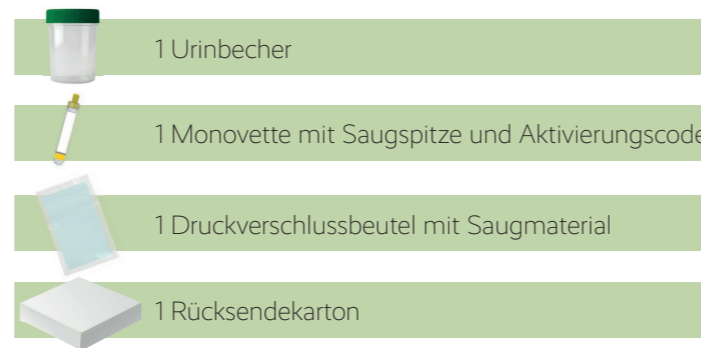 1 Urinbecher
1 Monovette mit Saugspitze und Aktivierungscode
1 Druckverschlussbeutel mit Saugmaterial
1 Rücksendekarton